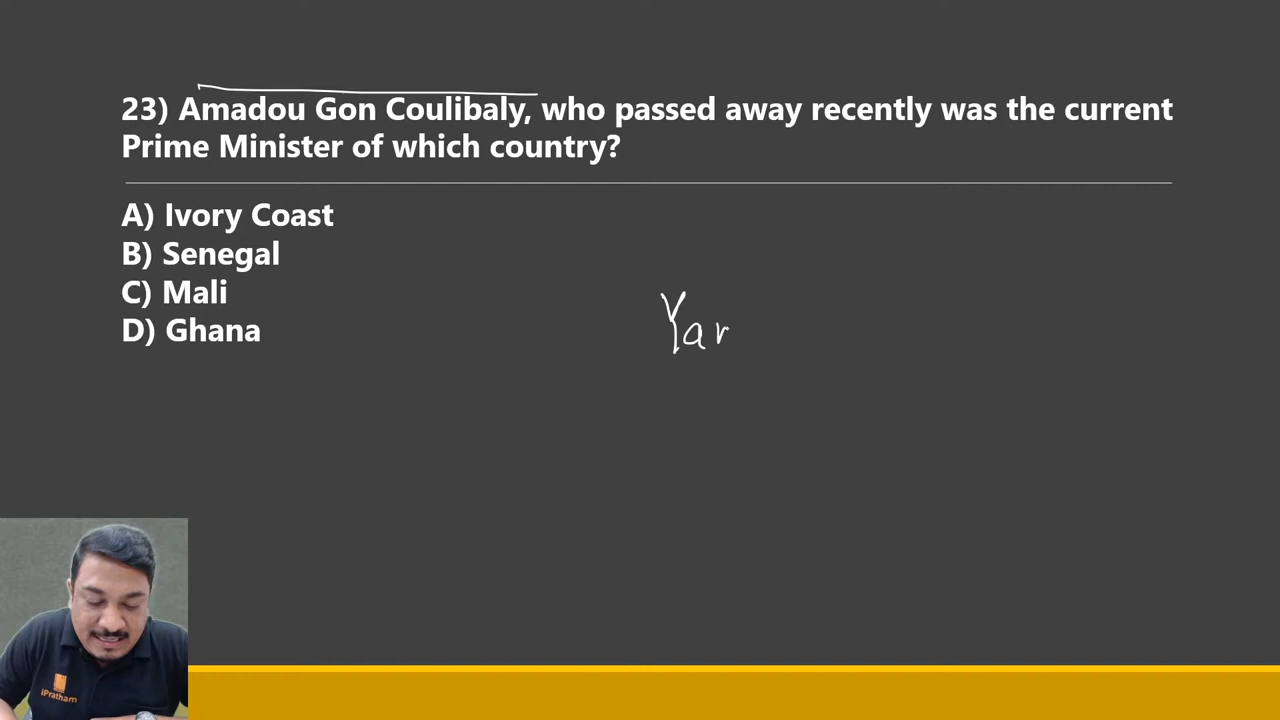 23) Amadou Gon Coulibaly, who passed away recently was the current
Prime Minister of which country?
A) Ivory Coast
B) Senegal
C) Mali
D) Ghana
Yar
iPratham